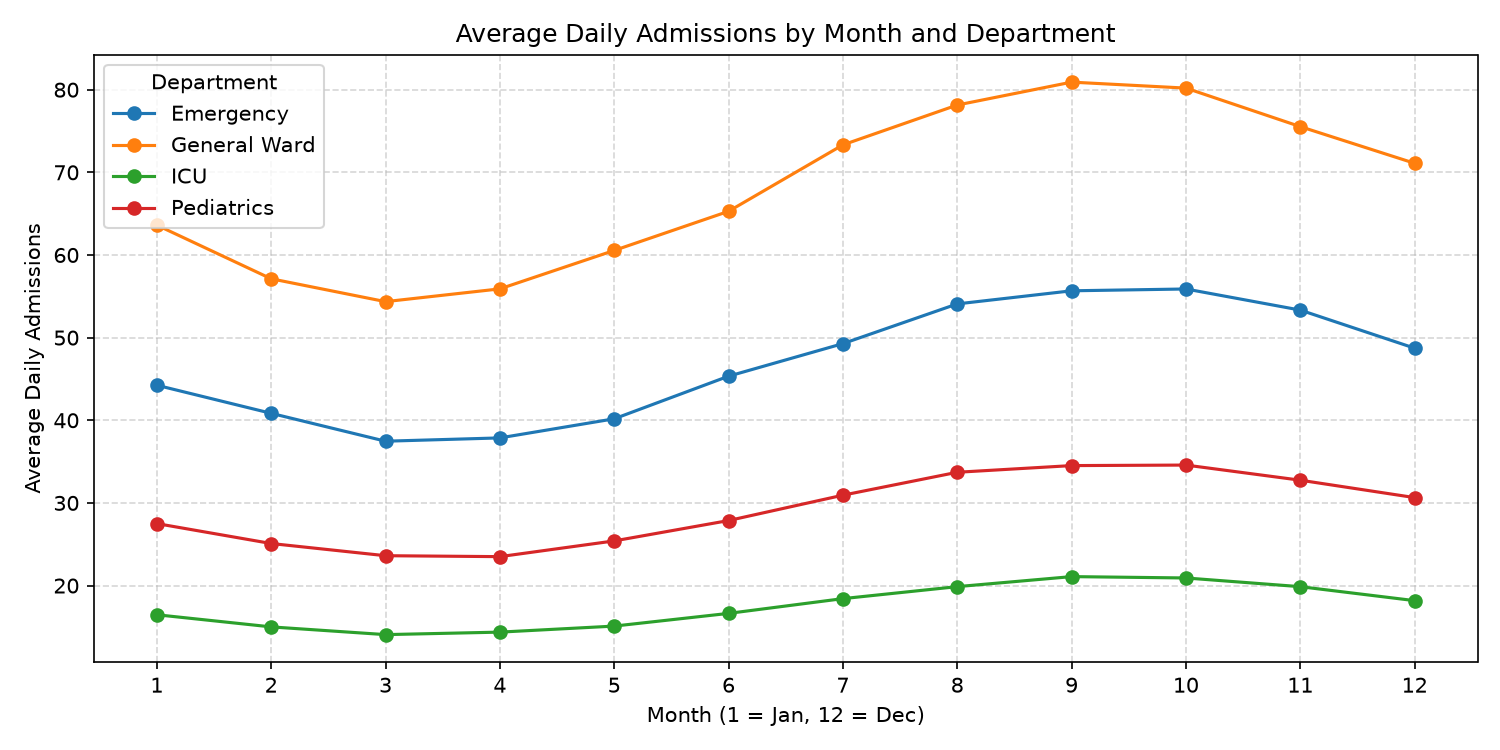 Average Daily Admissions by Month and Department
Department
Emergency
General Ward
ICU
Pediatrics
Average Daily Admissions
80
70
60
50
40
30
20
1 2 3 4 5 6 7 8 9 10 11 12
Month (1 = Jan, 12 = Dec)